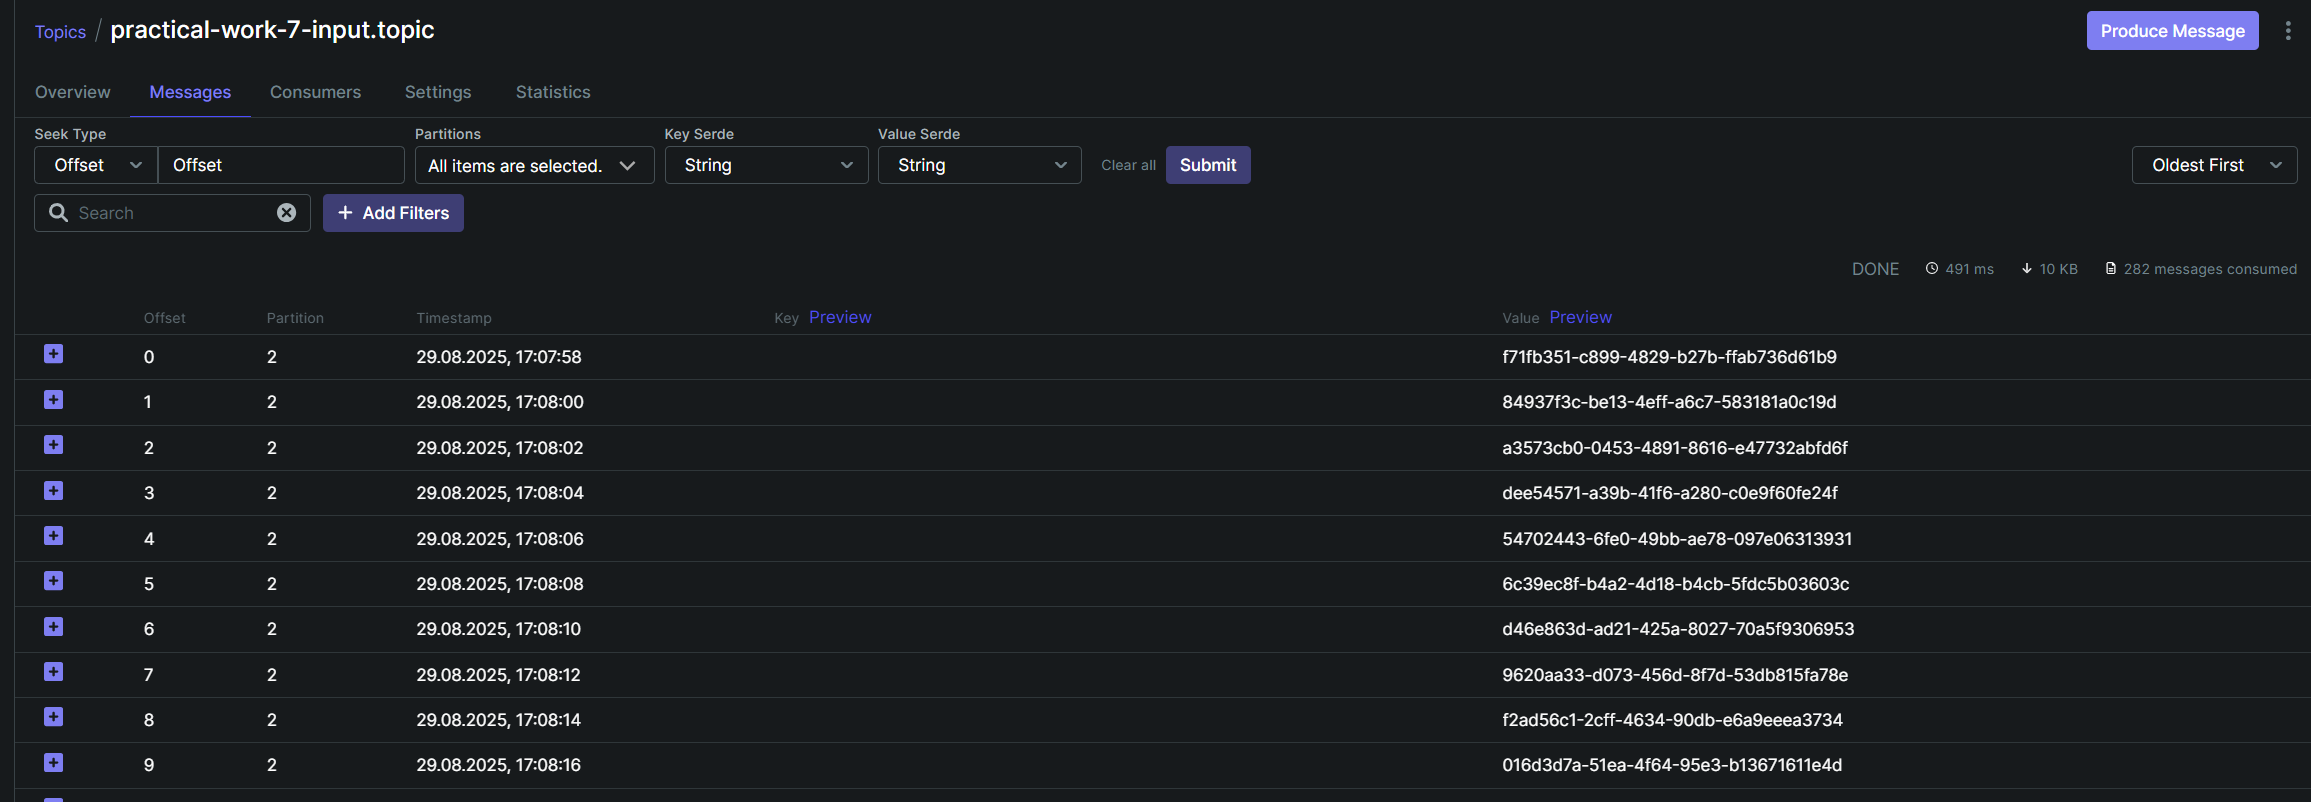 Topics / practical-work-7-input.topic
Produce Message
Overview Messages Consumers Settings Statistics
Seek Type Partitions Key Serde Value Serde
Offset Offset All items are selected. String String Clear all Submit Oldest First
Search + Add Filters
DONE 491 ms 10 KB 282 messages consumed
Offset Partition Timestamp Key Preview Value Preview
0 2 29.08.2025, 17:07:58 f71fb351-c899-4829-b27b-ffab736d61b9
1 2 29.08.2025, 17:08:00 84937f3c-be13-4eff-a6c7-583181a0c19d
2 2 29.08.2025, 17:08:02 a3573cb0-0453-4891-8616-e47732abfd6f
3 2 29.08.2025, 17:08:04 dee54571-a39b-41f6-a280-c0e9f60fe24f
4 2 29.08.2025, 17:08:06 54702443-6fe0-49bb-ae78-097e06313931
5 2 29.08.2025, 17:08:08 6c39ec8f-b4a2-4d18-b4cb-5fdc5b03603c
6 2 29.08.2025, 17:08:10 d46e863d-ad21-425a-8027-70a5f9306953
7 2 29.08.2025, 17:08:12 9620aa33-d073-456d-8f7d-53db815fa78e
8 2 29.08.2025, 17:08:14 f2ad56c1-2cff-4634-90db-e6a9eeea3734
9 2 29.08.2025, 17:08:16 016d3d7a-51ea-4f64-95e3-b13671611e4d